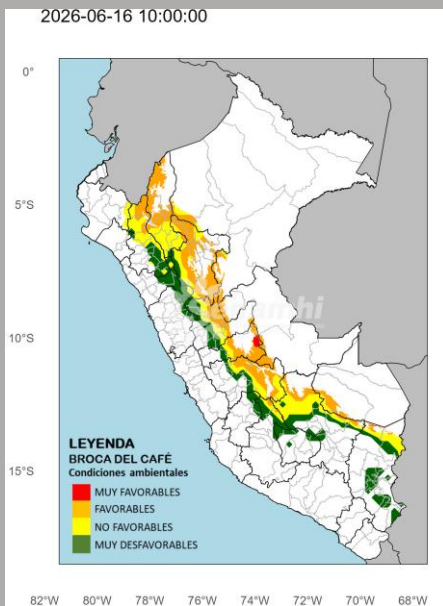 2026-06-16 10:00:00
0°
5°S
10°S
15°S
senamhi
LEYENDA
BROCA DEL CAFÉ
Condiciones ambientales
MUY FAVORABLES
FAVORABLES
NO FAVORABLES
MUY DESFAVORABLES
82°W 80°W 78°W 76°W 74°W 72°W 70°W 68°W